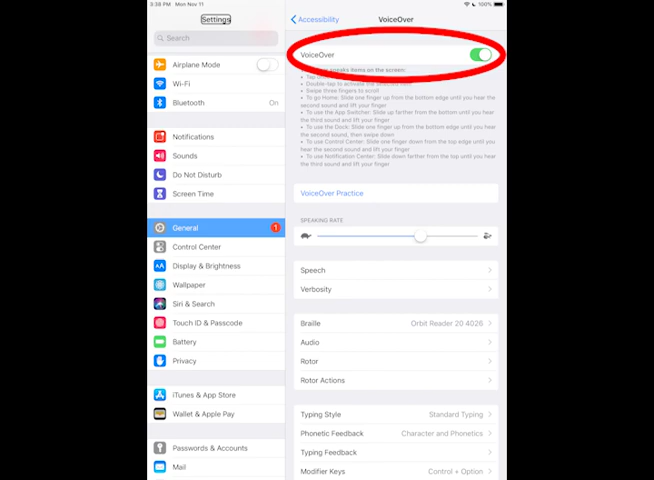 3:38 PM Mon Nov 11
100%
Settings
Search
Airplane Mode
Wi-Fi
Bluetooth On
Notifications
Sounds
Do Not Disturb
Screen Time
General 1
Control Center
AA Display & Brightness
Wallpaper
Siri & Search
Touch ID & Passcode
Battery
Privacy
iTunes & App Store
Wallet & Apple Pay
Passwords & Accounts
Mail
Accessibility
VoiceOver
VoiceOver
speaks items on the screen:
• Tap on
• Double-tap to activate the selected item
• Swipe three fingers to scroll
• To go Home: Slide one finger up from the bottom edge until you hear the
second sound and lift your finger
• To use the App Switcher: Slide up farther from the bottom until you hear
the third sound and lift your finger
• To use the Dock: Slide one finger up from the bottom edge until you hear
the second sound, then swipe down
• To use Control Center: Slide one finger down from the top edge until you
hear the second sound and lift your finger
• To use Notification Center: Slide down farther from the top until you hear
the third sound and lift your finger
VoiceOver Practice
SPEAKING RATE
Speech
Verbosity
Braille Orbit Reader 20 4026
Audio
Rotor
Rotor Actions
Typing Style Standard Typing
Phonetic Feedback Character and Phonetics
Typing Feedback
Modifier Keys Control + Option